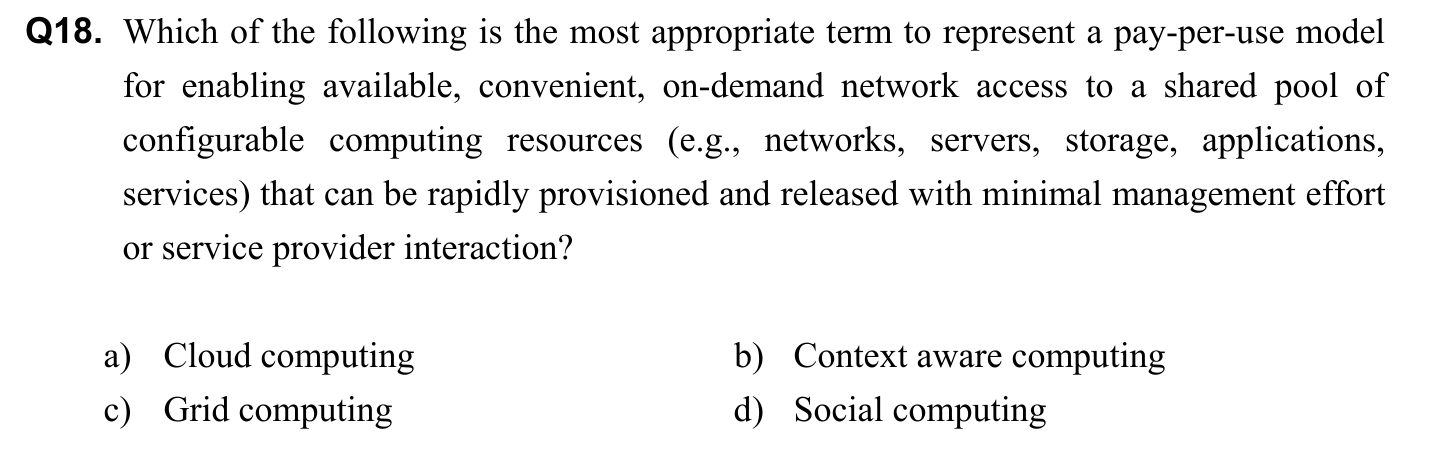 Q18. Which of the following is the most appropriate term to represent a pay-per-use model
for enabling available, convenient, on-demand network access to a shared pool of
configurable computing resources (e.g., networks, servers, storage, applications,
services) that can be rapidly provisioned and released with minimal management effort
or service provider interaction?
a) Cloud computing b) Context aware computing
c) Grid computing d) Social computing